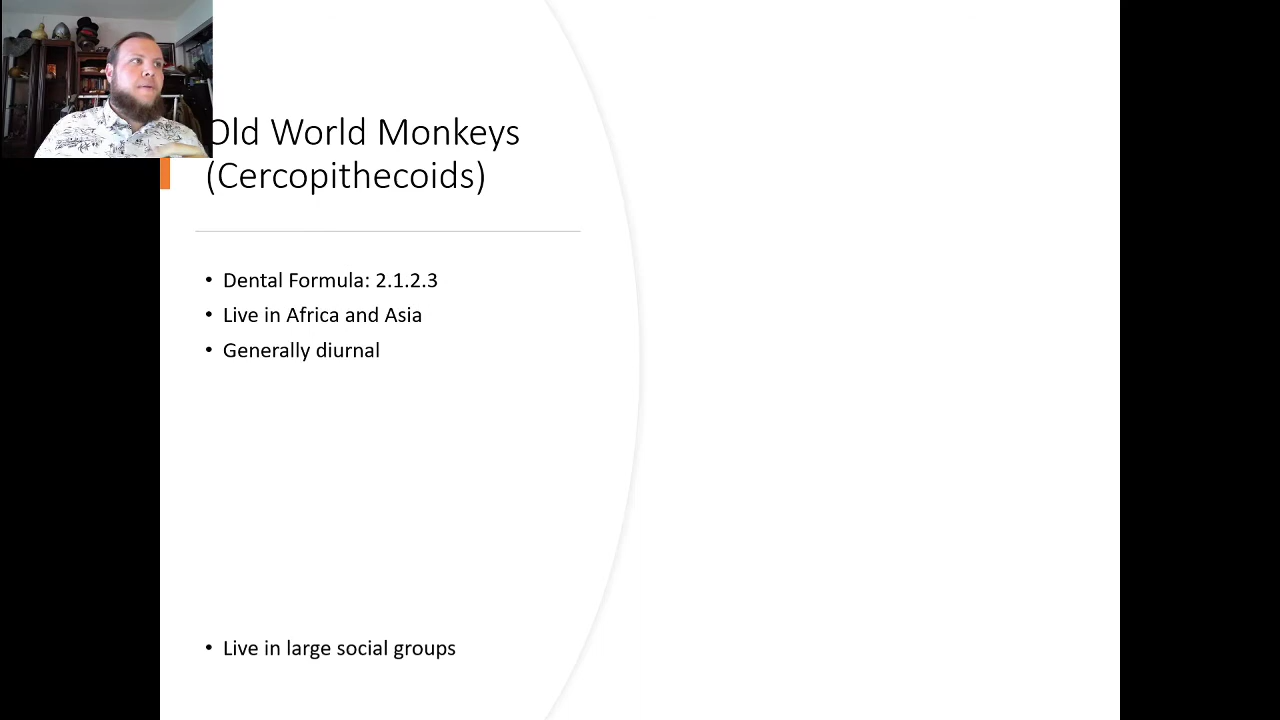 Old World Monkeys
(Cercopithecoids)
• Dental Formula: 2.1.2.3
• Live in Africa and Asia
• Generally diurnal
• Live in large social groups